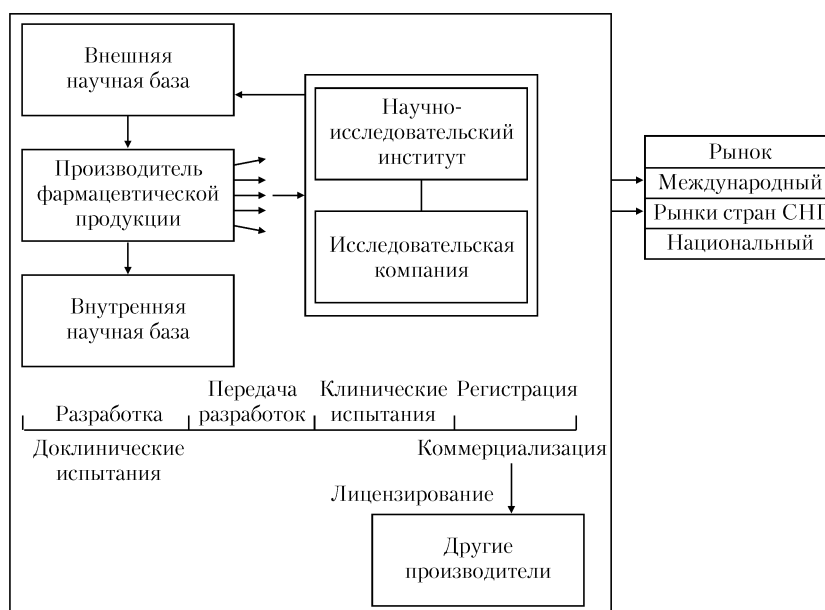 Внешняя
научная база
Производитель
фармацевтической
продукции
Внутренняя
научная база
Научно-
исследовательский
институт
Исследовательская
компания
Рынок
Международный
Рынки стран СНГ
Национальный
Разработка
Передача
разработок
Клинические
испытания
Регистрация
Доклинические
испытания
Коммерциализация
Лицензирование
Другие
производители